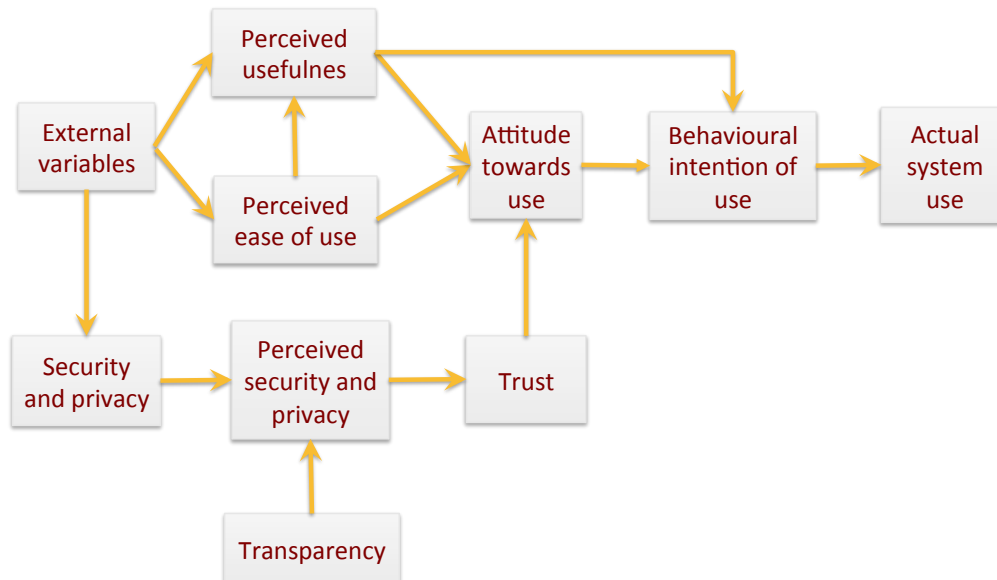 Perceived
usefulnes
External
variables
Attitude
towards
use
Behavioural
intention of
use
Actual
system
use
Perceived
ease of use
Security
and privacy
Perceived
security and
privacy
Trust
Transparency